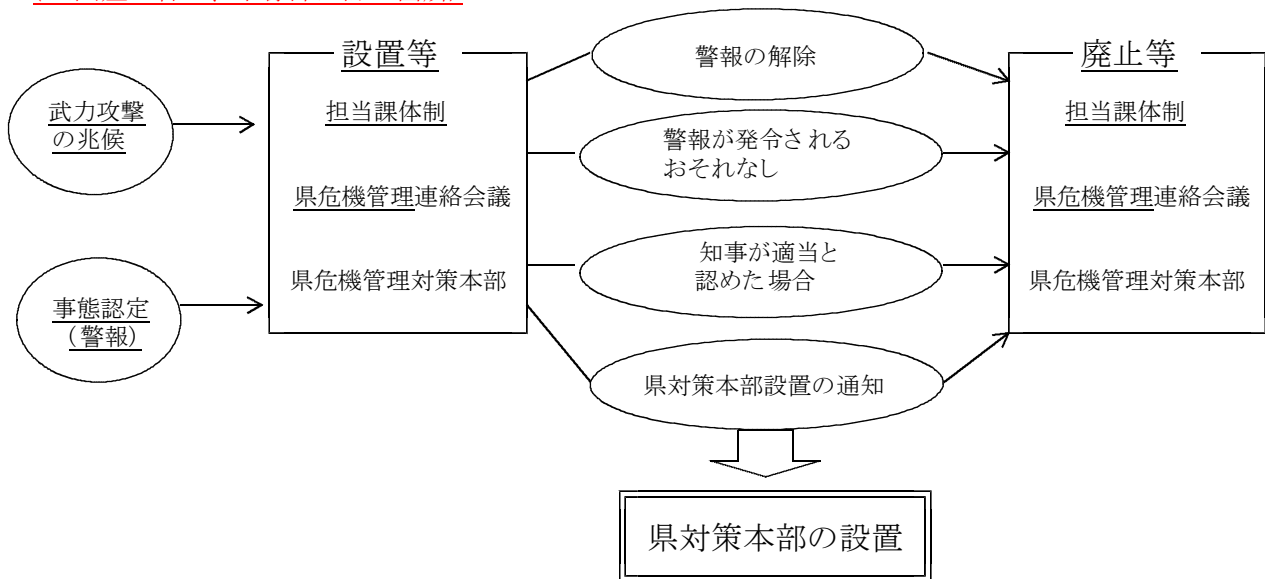 設置等
警報の解除
廃止等
武力攻撃
の兆候
担当課体制
警報が発令される
おそれなし
担当課体制
県危機管理連絡会議
県危機管理連絡会議
知事が適当と
認めた場合
県危機管理対策本部
県危機管理対策本部
事態認定
（警報）
県対策本部設置の通知
県対策本部の設置